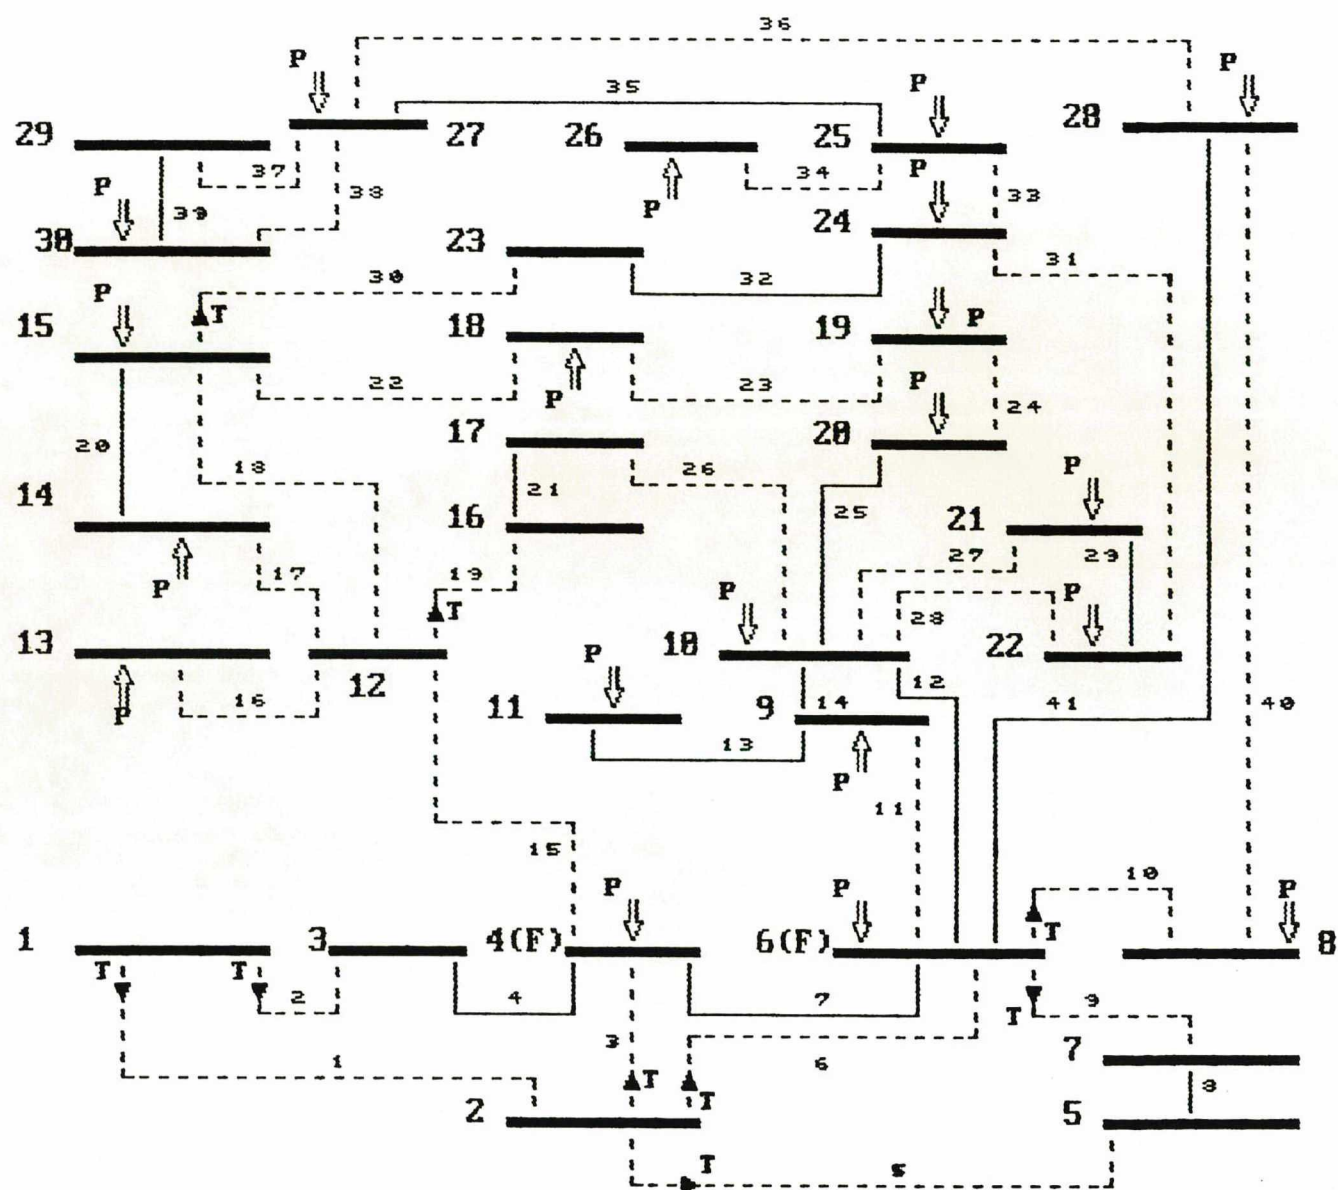 36
P P
35 P
29 27 26 25 28
37 34 P
P 38 P 33
39 24
30 23
30 32 31
P T
15 18 19 P
22 P 23 P
P 24
17 20
20 18 26 P
14 21 25 21
16 27 29
P 17 19 P P
T 28
13 10 22
12 P 12
P 16 11 9 14 41 40
13
P 11
15
P P 10 P
1 3 4(F) 6(F) T 8
T T
2 4 7 T 9
3 7
1 6
T T 8
2 5
T 5